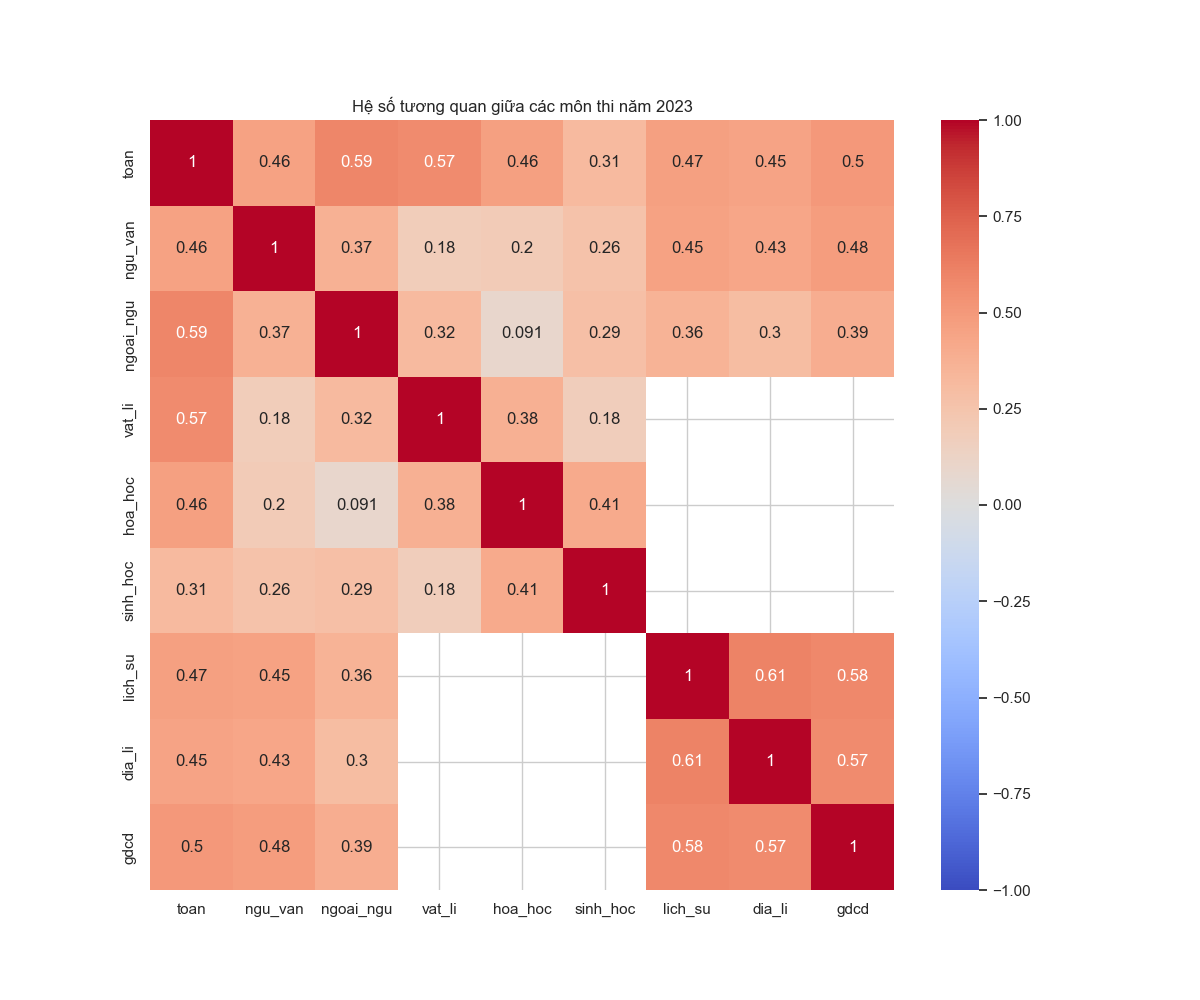 Hệ số tương quan giữa các môn thi năm 2023
toan 1 0.46 0.59 0.57 0.46 0.31 0.47 0.45 0.5
ngu_van 0.46 1 0.37 0.18 0.2 0.26 0.45 0.43 0.48
ngoai_ngu 0.59 0.37 1 0.32 0.091 0.29 0.36 0.3 0.39
vat_li 0.57 0.18 0.32 1 0.38 0.18
hoa_hoc 0.46 0.2 0.091 0.38 1 0.41
sinh_hoc 0.31 0.26 0.29 0.18 0.41 1
lich_su 0.47 0.45 0.36 1 0.61 0.58
dia_li 0.45 0.43 0.3 0.61 1 0.57
gdcd 0.5 0.48 0.39 0.58 0.57 1
toan ngu_van ngoai_ngu vat_li hoa_hoc sinh_hoc lich_su dia_li gdcd
1.00
0.75
0.50
0.25
0.00
−0.25
−0.50
−0.75
−1.00